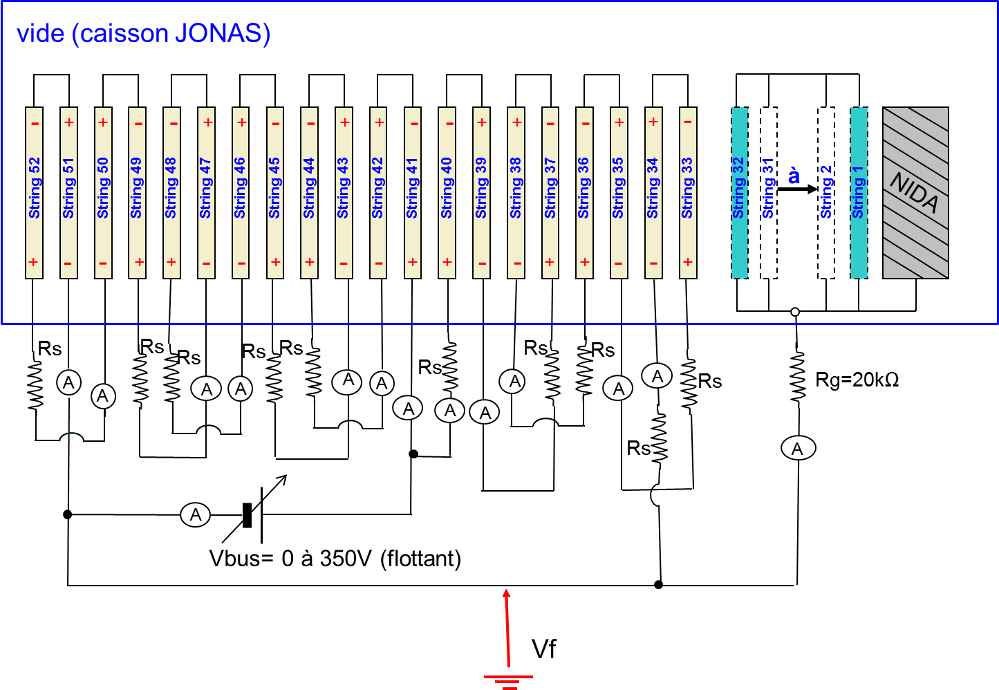 vide (caisson JONAS)
- + + - - + + - - + - - - + + - - + + -
String 52
String 51
String 50
String 49
String 48
String 47
String 46
String 45
String 44
String 43
String 42
String 41
String 40
String 39
String 38
String 37
String 36
String 35
String 34
String 33
String 32
String 31
à
String 2
String 1
NIDA
+ - - + + - - + + - - + + - - + + - - +
Rs
Rs
Rs
Rs
Rs
Rs
Rs
Rs
Rs
Rg=20kΩ
A
A
A
A
A
A
A
A
A
A
A
A
Rs
A
A
Vbus= 0 à 350V (flottant)
Vf